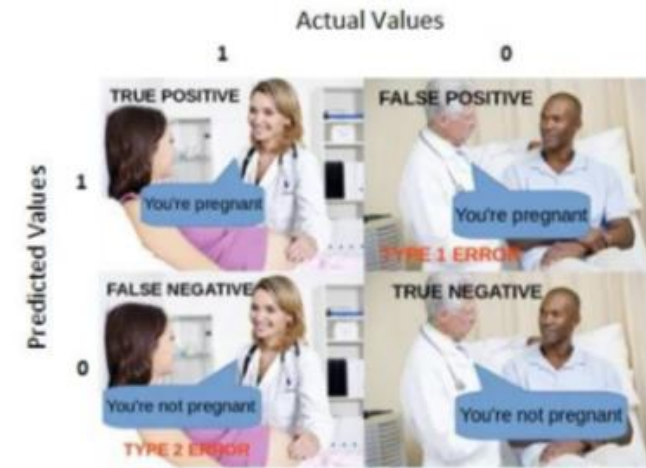 Actual Values
1 0
Predicted Values
1
TRUE POSITIVE
You're pregnant
FALSE POSITIVE
You're pregnant
TYPE 1 ERROR
0
FALSE NEGATIVE
You're not pregnant
TYPE 2 ERROR
TRUE NEGATIVE
You're not pregnant